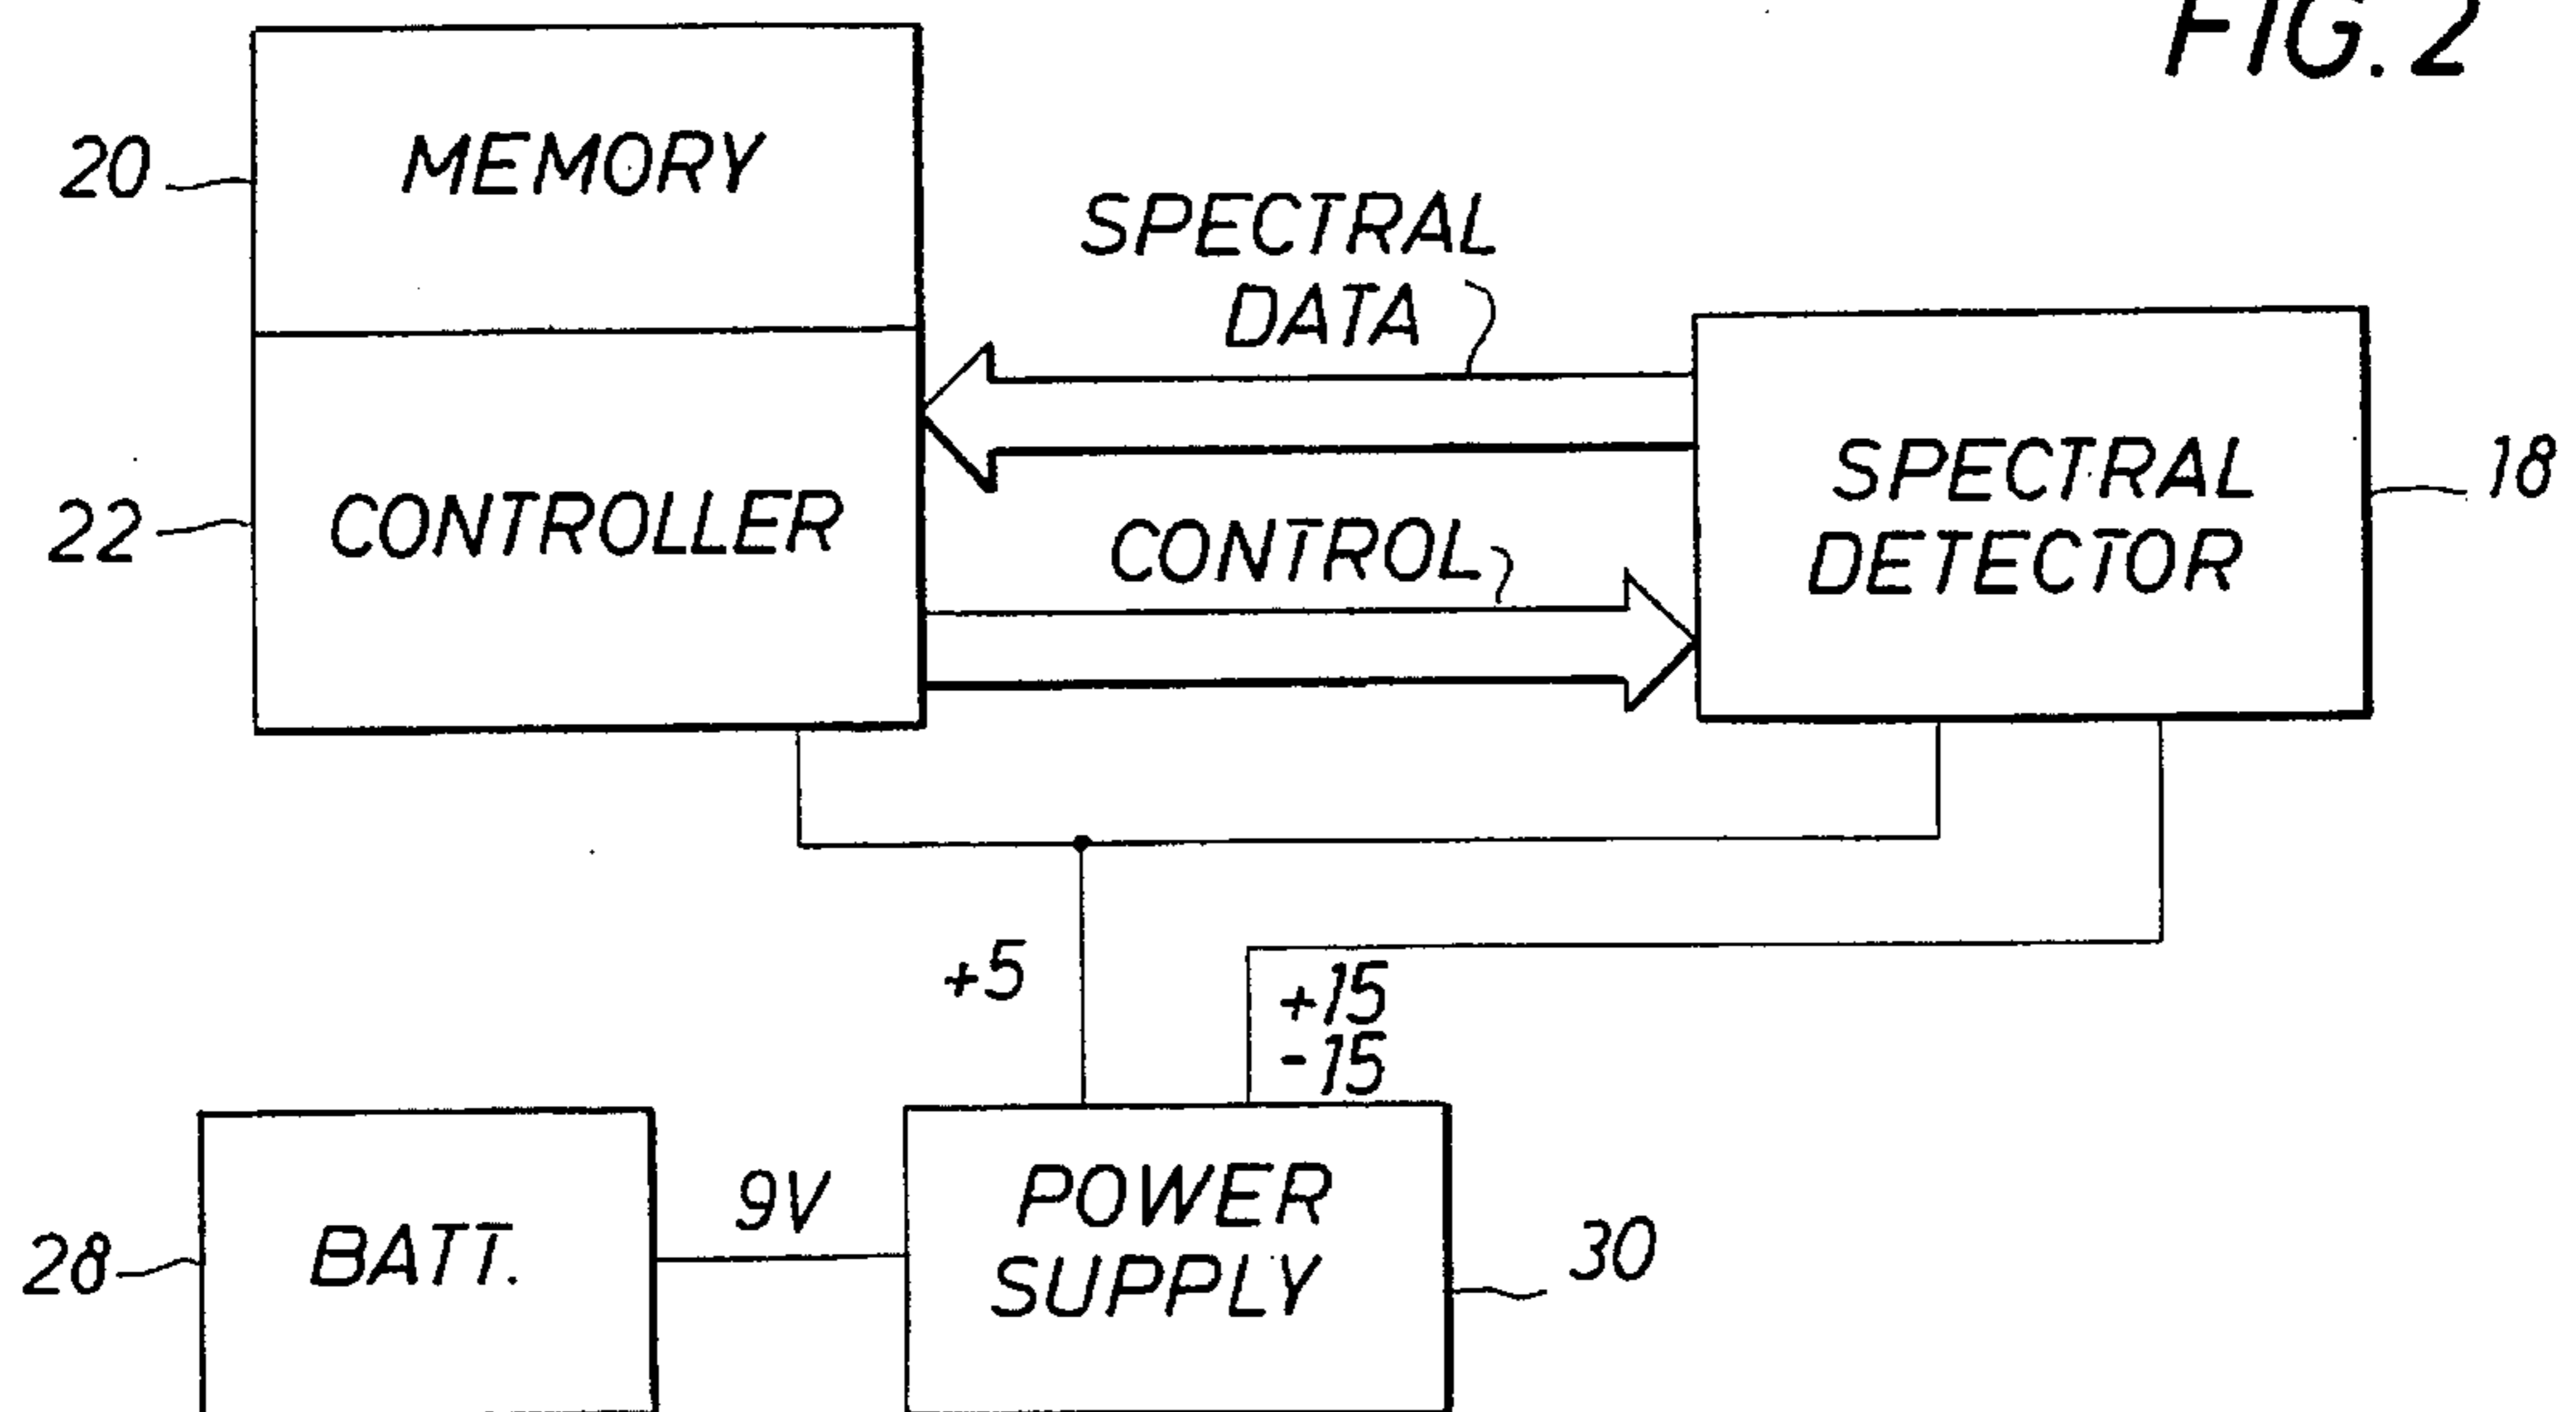 FIG. 2
20
MEMORY
SPECTRAL
DATA
22
CONTROLLER
CONTROL
SPECTRAL
DETECTOR
18
+5
+15
-15
28
BATT.
9V
POWER
SUPPLY
30